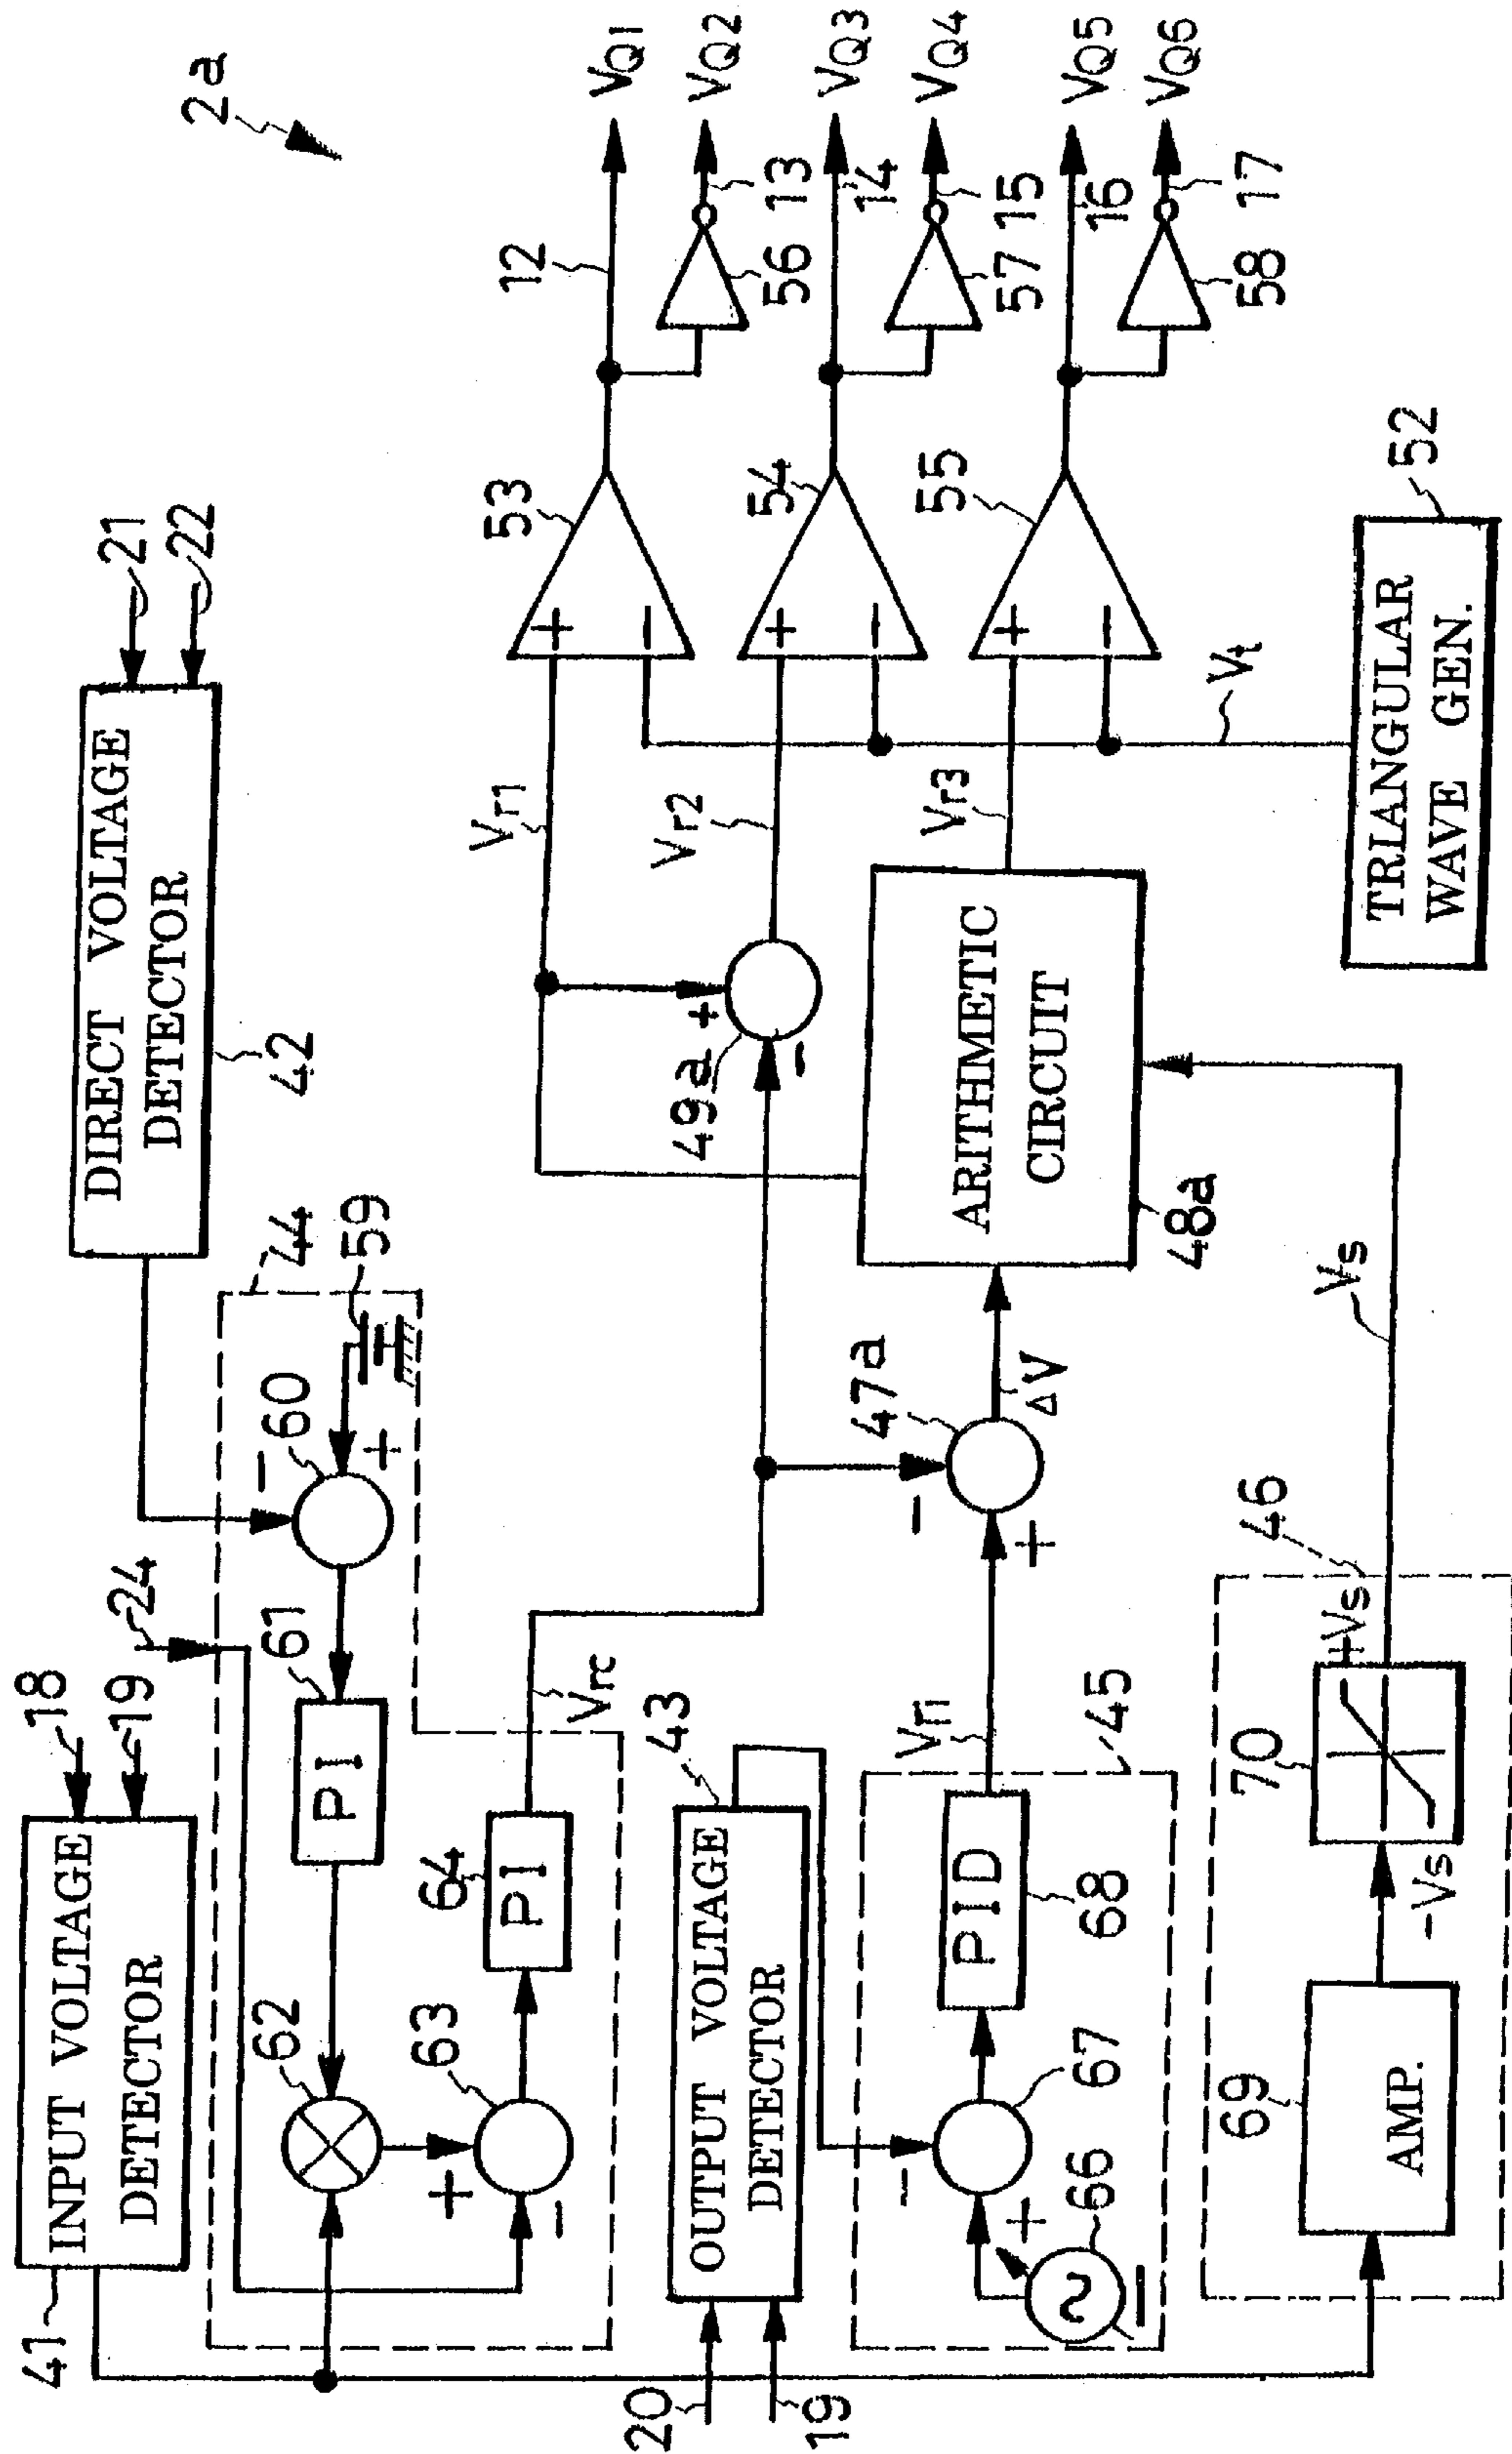 2a
18
19
24
21
22
INPUT VOLTAGE
DETECTOR
41
DIRECT VOLTAGE
DETECTOR
42
44
59
60
-
+
61
PI
62
63
+
-
64
PI
Vrc
43
OUTPUT VOLTAGE
DETECTOR
20
19
45
PID
68
Vri
67
-
+
66
~
46
69
AMP.
70
+Vs
-Vs
Vs
47a
-
+
ΔV
ARITHMETIC
CIRCUIT
48a
49a
+
-
Vr1
Vr2
Vr3
Vt
TRIANGULAR
WAVE GEN.
52
53
+
-
54
+
-
55
+
-
12
VQ1
56
13
VQ2
14
VQ3
57
15
VQ4
16
VQ5
58
17
VQ6